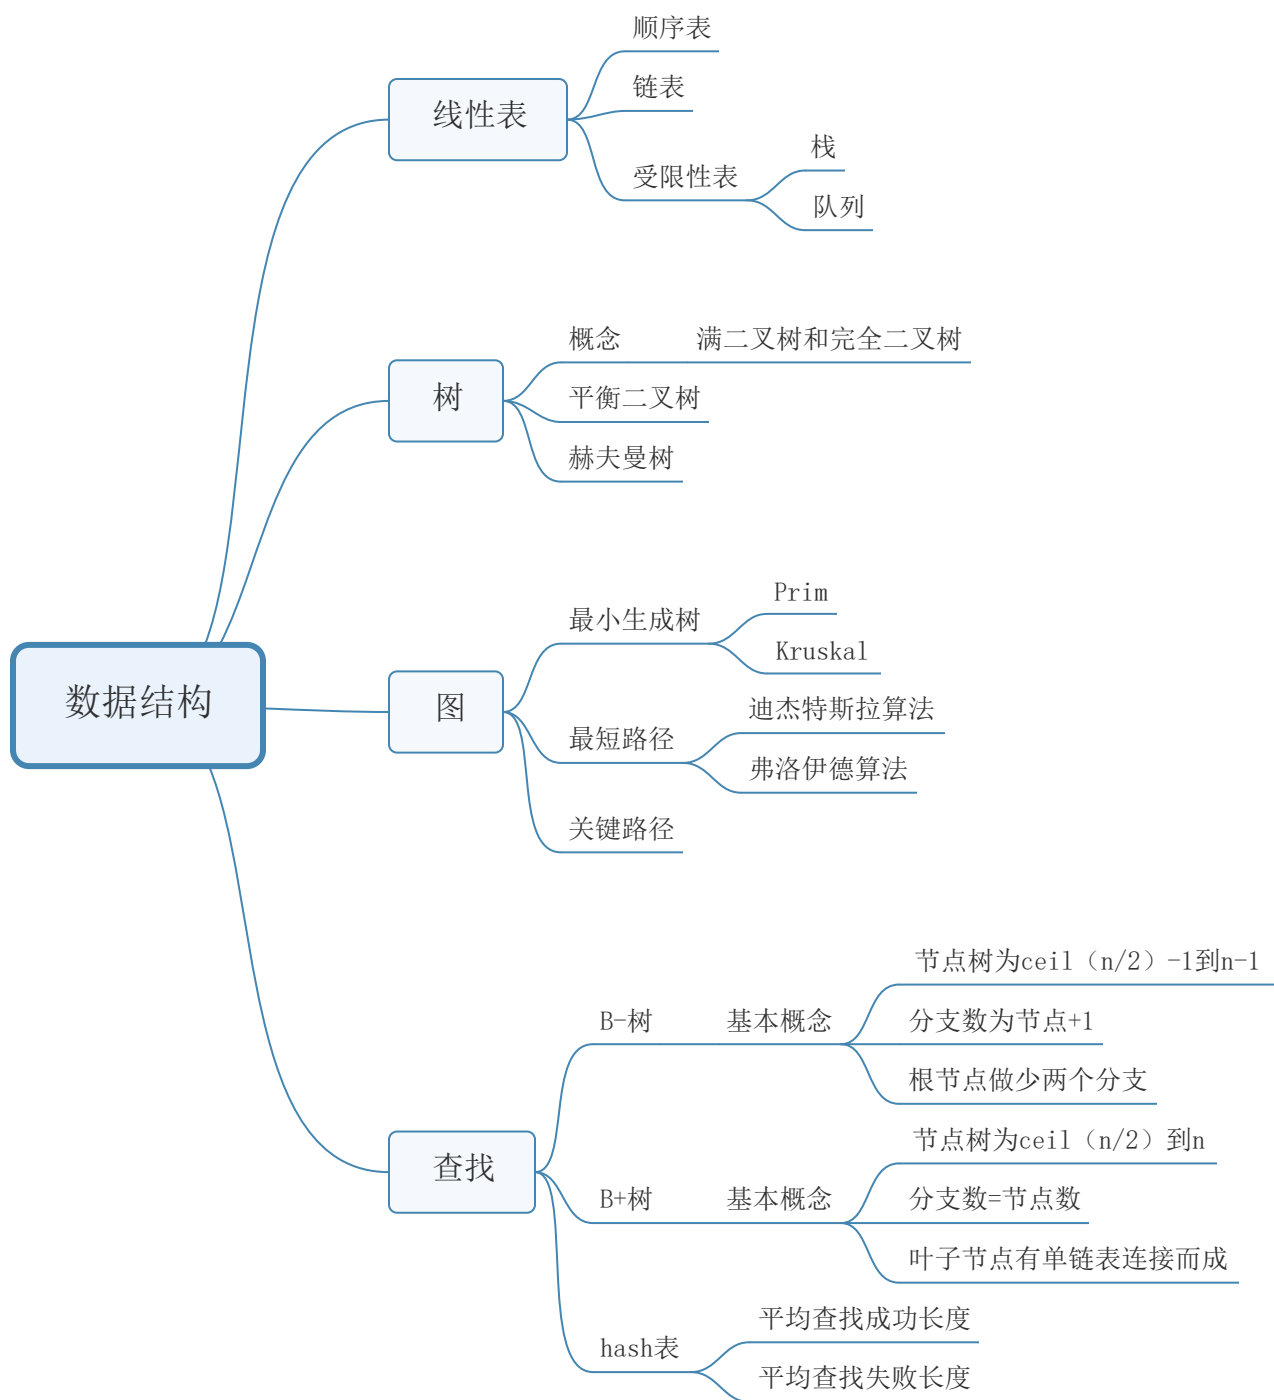 数据结构
线性表
顺序表
链表
受限性表
栈
队列
树
概念
满二叉树和完全二叉树
平衡二叉树
赫夫曼树
图
最小生成树
Prim
Kruskal
最短路径
迪杰特斯拉算法
弗洛伊德算法
关键路径
查找
B-树
基本概念
节点树为ceil（n/2）-1到n-1
分支数为节点+1
根节点做少两个分支
B+树
基本概念
节点树为ceil（n/2）到n
分支数=节点数
叶子节点有单链表连接而成
hash表
平均查找成功长度
平均查找失败长度